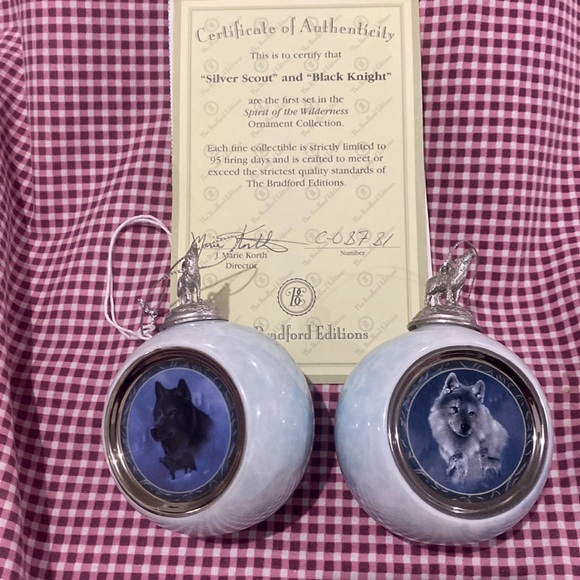 Certificate of Authenticity
This is to certify that
"Silver Scout" and "Black Knight"
are the first set in the
Spirit of the Wilderness
Ornament Collection.
Each fine collectible is strictly limited to
95 firing days and is crafted to meet or
exceed the strictest quality standards of
The Bradford Editions.
J. Marie Korth
Director
C-08781
Number
BE
Bradford Editions